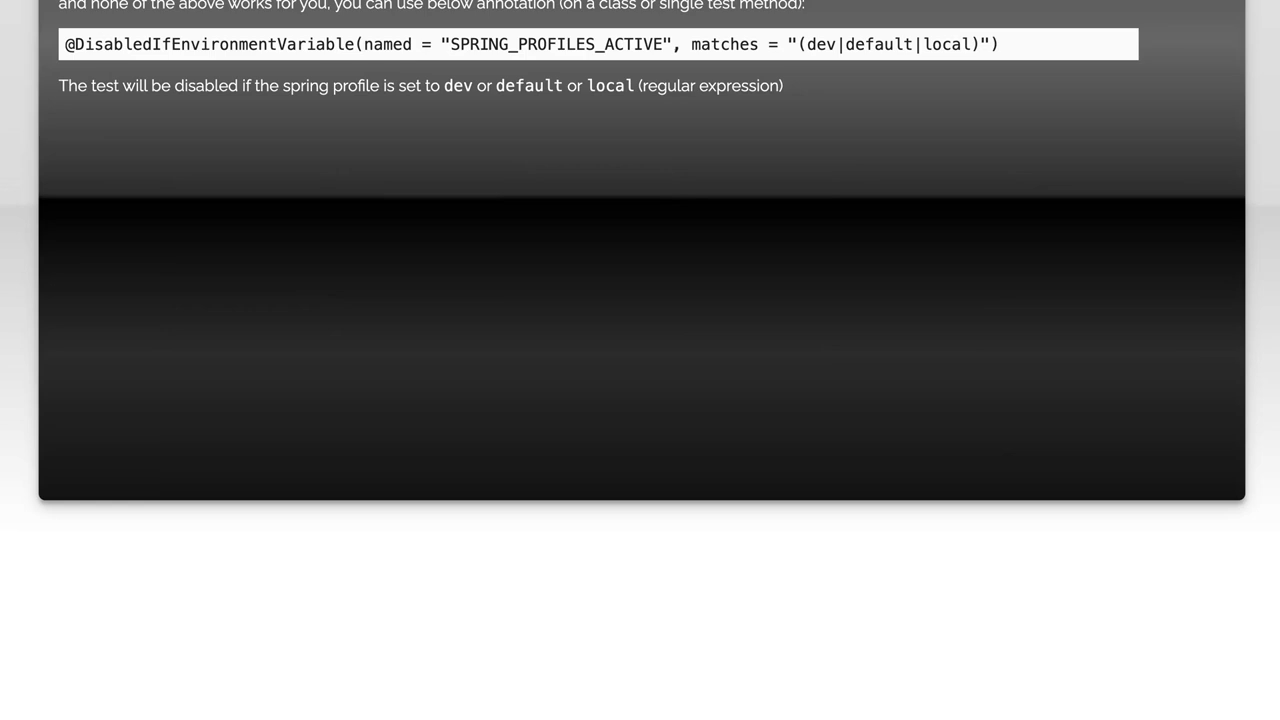 and none of the above works for you, you can use below annotation (on a class or single test method):
@DisabledIfEnvironmentVariable(named = "SPRING_PROFILES_ACTIVE", matches = "(dev|default|local)")
The test will be disabled if the spring profile is set to dev or default or local (regular expression)